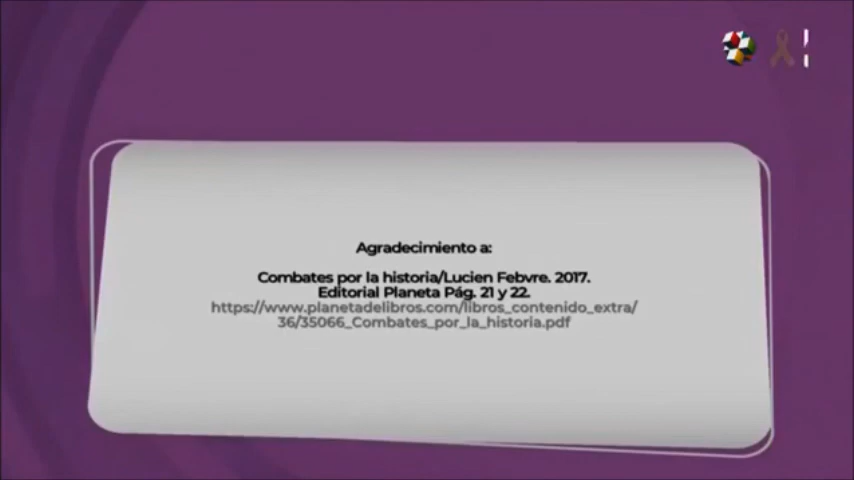 Agradecimiento a:
Combates por la historia/Lucien Febvre. 2017.
Editorial Planeta Pág. 21 y 22.
https://www.planetadelibros.com/libros_contenido_extra/
36/35066_Combates_por_la_historia.pdf